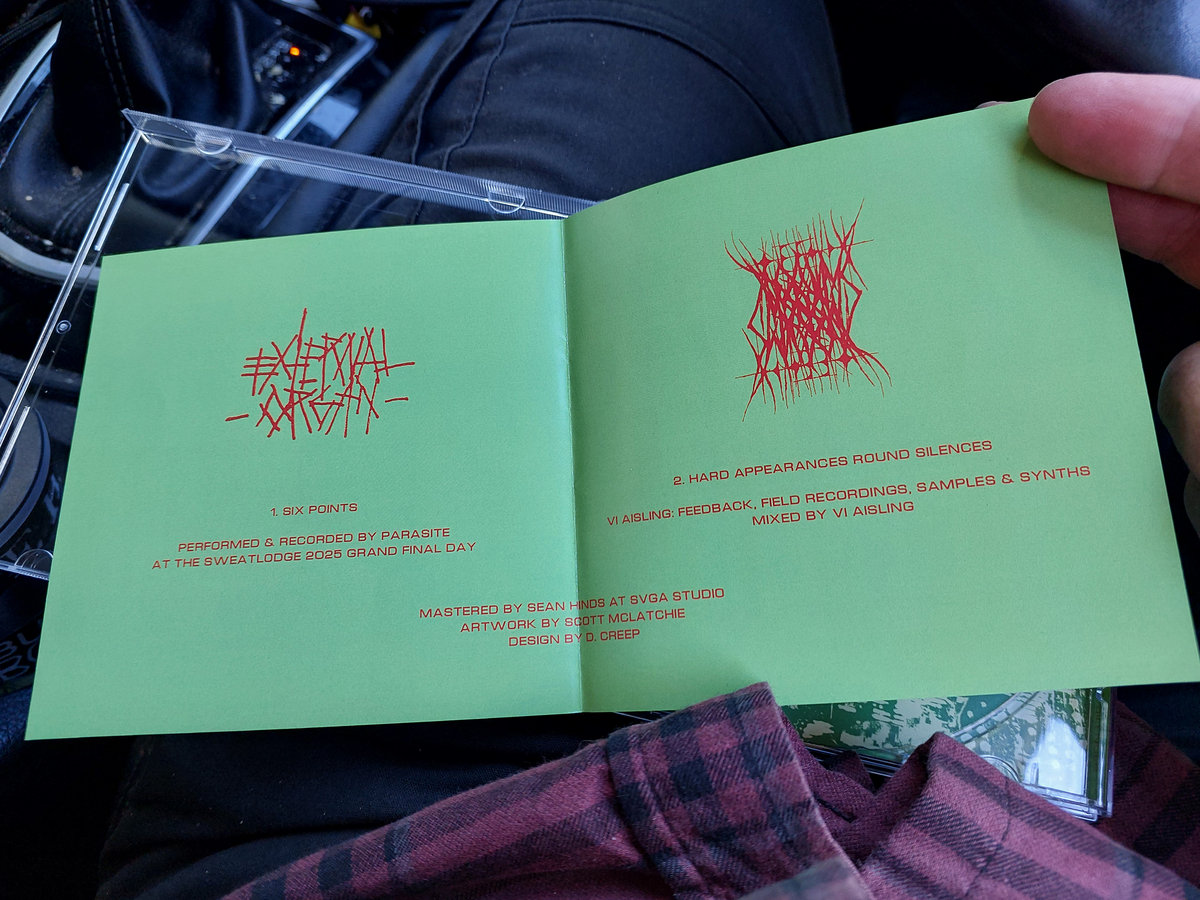 EXTERNAL
ORGAN
1. SIX POINTS
PERFORMED & RECORDED BY PARASITE
AT THE SWEATLODGE 2025 GRAND FINAL DAY
2. HARD APPEARANCES ROUND SILENCES
VI AISLING: FEEDBACK, FIELD RECORDINGS, SAMPLES & SYNTHS
MIXED BY VI AISLING
MASTERED BY SEAN HINDS AT SVGA STUDIO
ARTWORK BY SCOTT MCLATCHIE
DESIGN BY D. CREEP